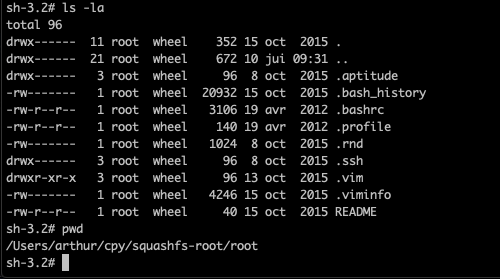 sh-3.2# ls -la
total 96
drwx------  11 root  wheel    352 15 oct  2015 .
drwx------  21 root  wheel    672 10 jui 09:31 ..
drwx------   3 root  wheel     96  8 oct  2015 .aptitude
-rw-------   1 root  wheel  20932 15 oct  2015 .bash_history
-rw-r--r--   1 root  wheel   3106 19 avr  2012 .bashrc
-rw-r--r--   1 root  wheel    140 19 avr  2012 .profile
-rw-------   1 root  wheel   1024  8 oct  2015 .rnd
drwx------   3 root  wheel     96  8 oct  2015 .ssh
drwxr-xr-x   3 root  wheel     96 13 oct  2015 .vim
-rw-------   1 root  wheel   4246 15 oct  2015 .viminfo
-rw-r--r--   1 root  wheel     40 15 oct  2015 README
sh-3.2# pwd
/Users/arthur/cpy/squashfs-root/root
sh-3.2#